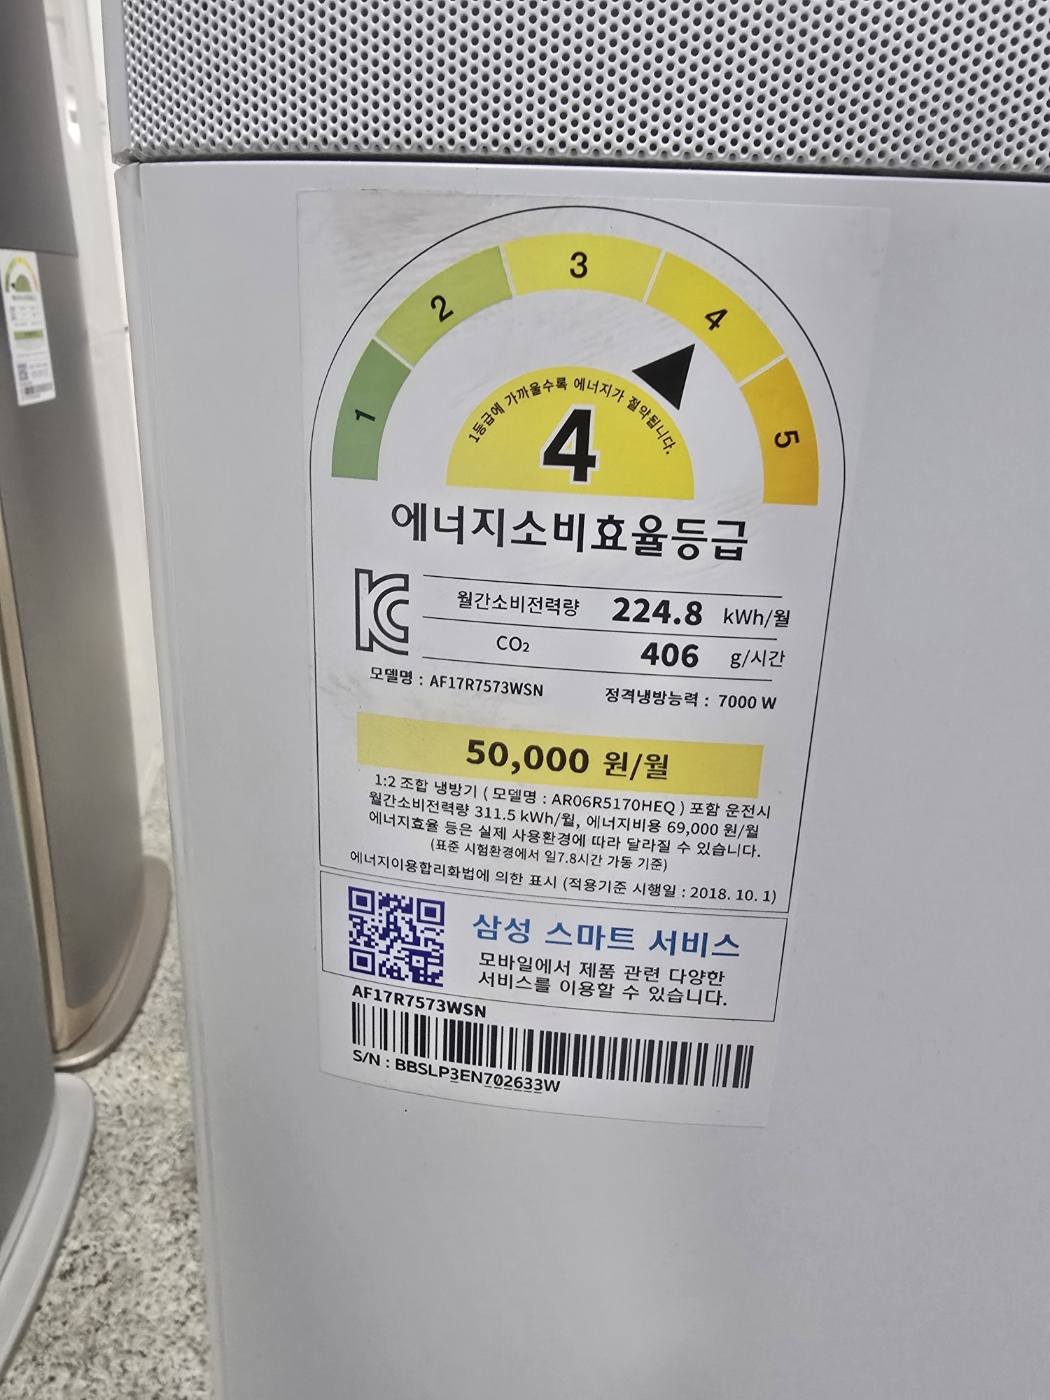 1 2 3 4 5
1등급에 가까울수록 에너지가 절약됩니다.
4
에너지소비효율등급
월간소비전력량 224.8 kWh/월
CO₂ 406 g/시간
모델명 : AF17R7573WSN 정격냉방능력 : 7000 W
50,000 원/월
1:2 조합 냉방기 ( 모델명 : AR06R5170HEQ ) 포함 운전시
월간소비전력량 311.5 kWh/월, 에너지비용 69,000 원/월
에너지효율 등은 실제 사용환경에 따라 달라질 수 있습니다.
(표준 시험환경에서 일7.8시간 가동 기준)
에너지이용합리화법에 의한 표시 (적용기준 시행일 : 2018. 10. 1)
삼성 스마트 서비스
모바일에서 제품 관련 다양한
서비스를 이용할 수 있습니다.
AF17R7573WSN
S/N : BBSLP3EN702633W